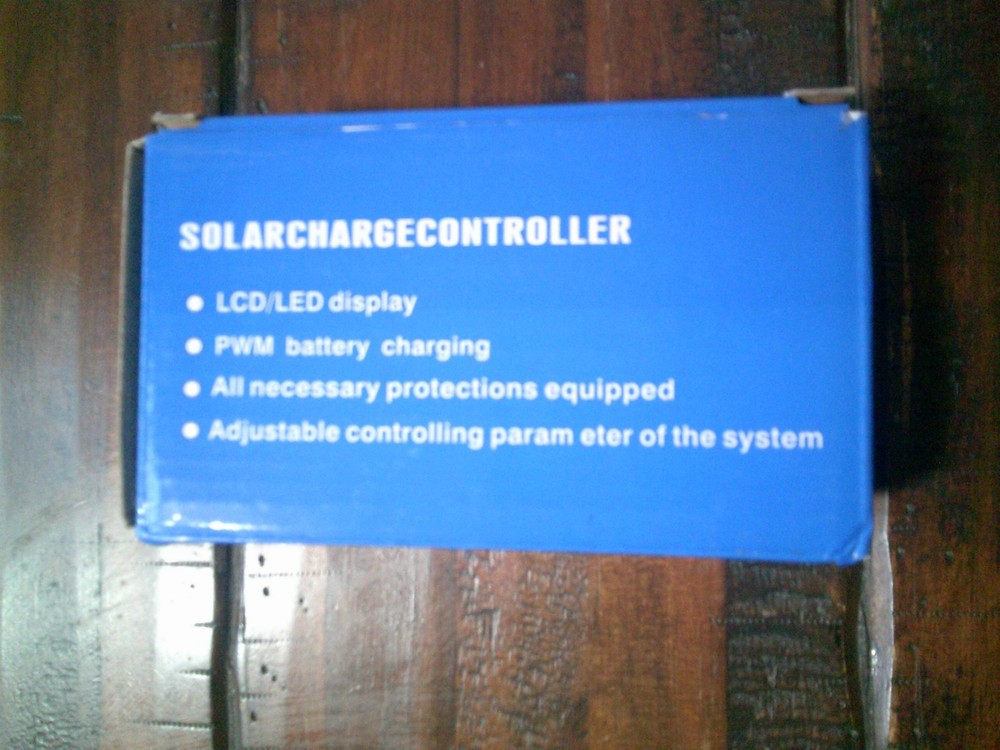 SOLARCHARGECONTROLLER
LCD/LED display
PWM battery charging
All necessary protections equipped
Adjustable controlling param eter of the system